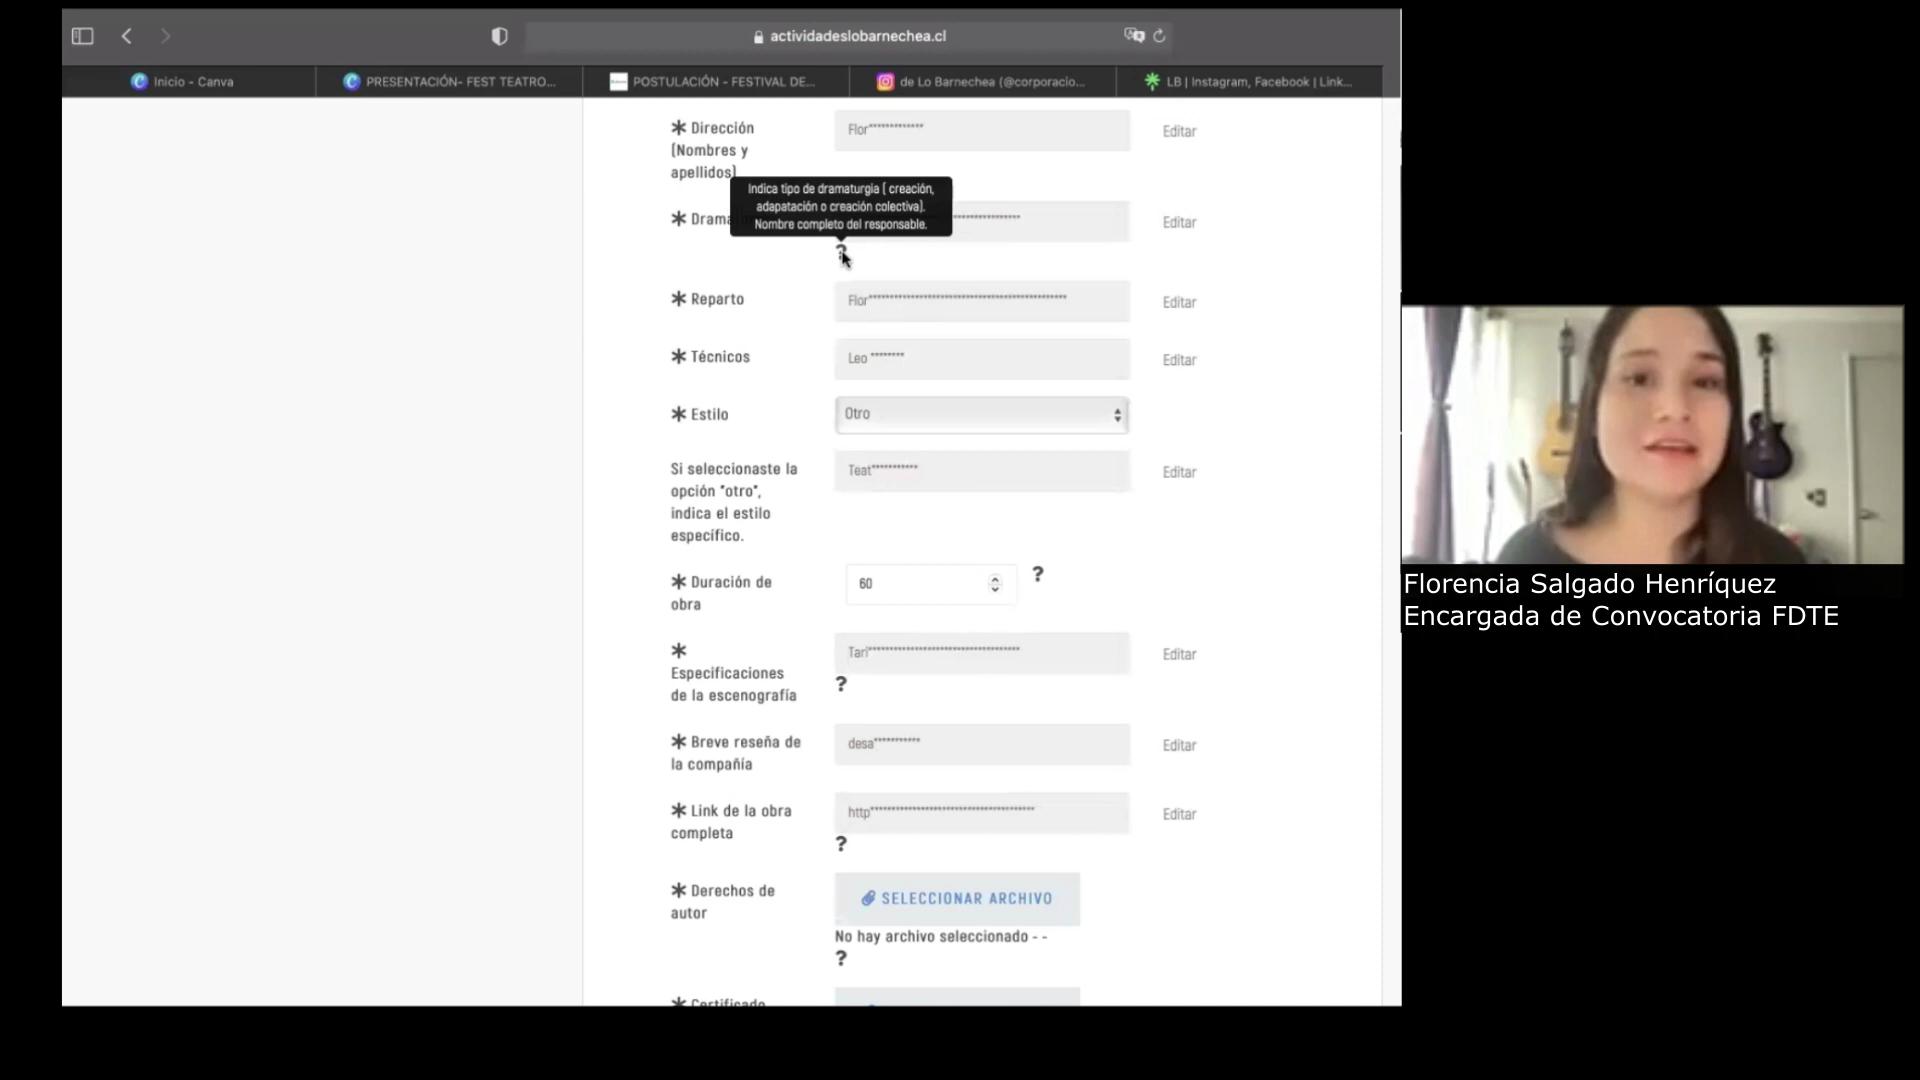 actividadeslobarnechea.cl
Inicio - Canva
PRESENTACIÓN- FEST TEATRO...
POSTULACIÓN - FESTIVAL DE...
de Lo Barnechea (@corporacio...
LB | Instagram, Facebook | Link...
* Dirección
(Nombres y
apellidos)
Flor*************
Editar
Indica tipo de dramaturgia ( creación,
adapatación o creación colectiva).
Nombre completo del responsable.
* Drama
Editar
?
* Reparto
Editar
* Técnicos
Leo ********
Editar
* Estilo
Otro
Si seleccionaste la
opción "otro",
indica el estilo
específico.
Teat***********
Editar
* Duración de
obra
60
?
*
Especificaciones
de la escenografía
Editar
?
* Breve reseña de
la compañía
desa***********
Editar
* Link de la obra
completa
Editar
?
* Derechos de
autor
SELECCIONAR ARCHIVO
No hay archivo seleccionado - -
?
* Certificado
Florencia Salgado Henríquez
Encargada de Convocatoria FDTE